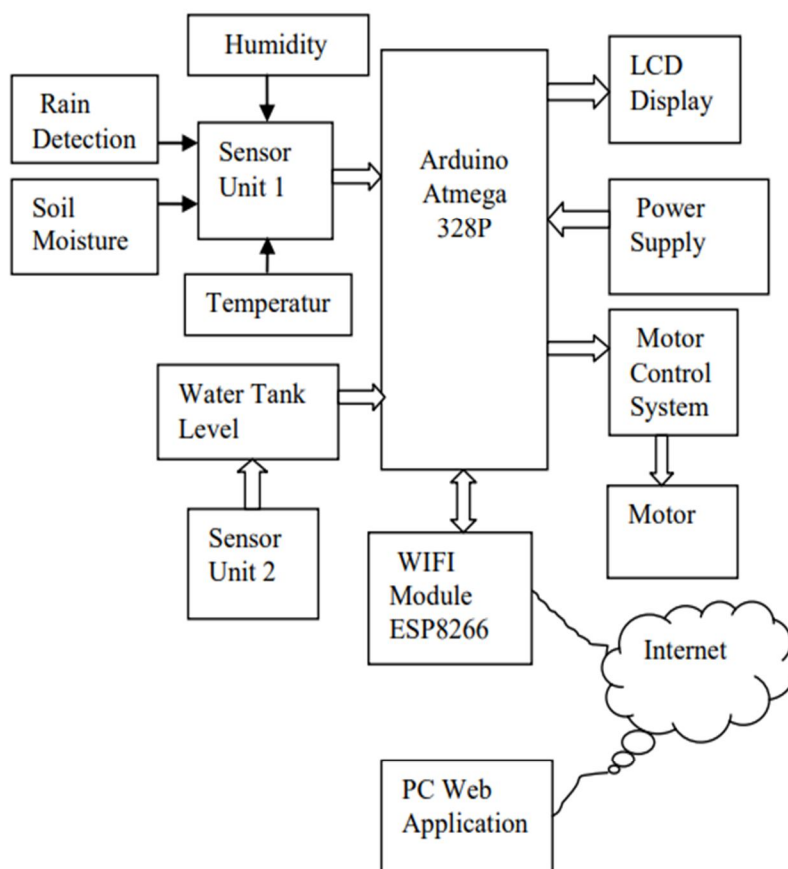 Humidity
Rain
Detection
Soil
Moisture
Sensor
Unit 1
Temperatur
Water Tank
Level
Sensor
Unit 2
Arduino
Atmega
328P
LCD
Display
Power
Supply
Motor
Control
System
Motor
WIFI
Module
ESP8266
Internet
PC Web
Application